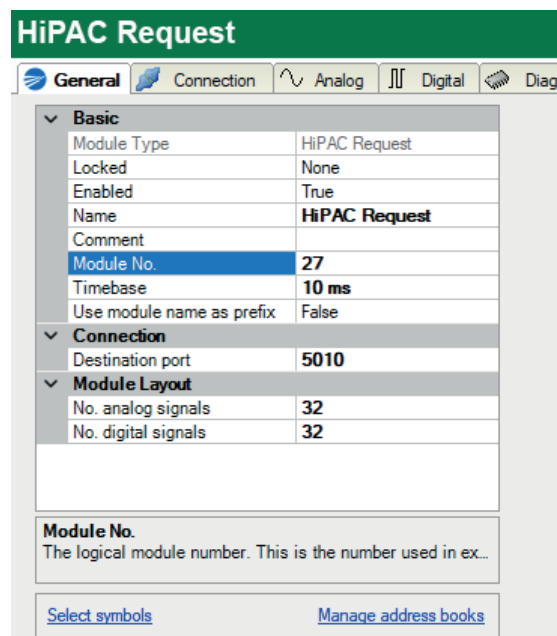 HiPAC Request
General Connection Analog Digital Diag
Basic
Module Type HiPAC Request
Locked None
Enabled True
Name HiPAC Request
Comment
Module No. 27
Timebase 10 ms
Use module name as prefix False
Connection
Destination port 5010
Module Layout
No. analog signals 32
No. digital signals 32
Module No.
The logical module number. This is the number used in ex...
Select symbols Manage address books